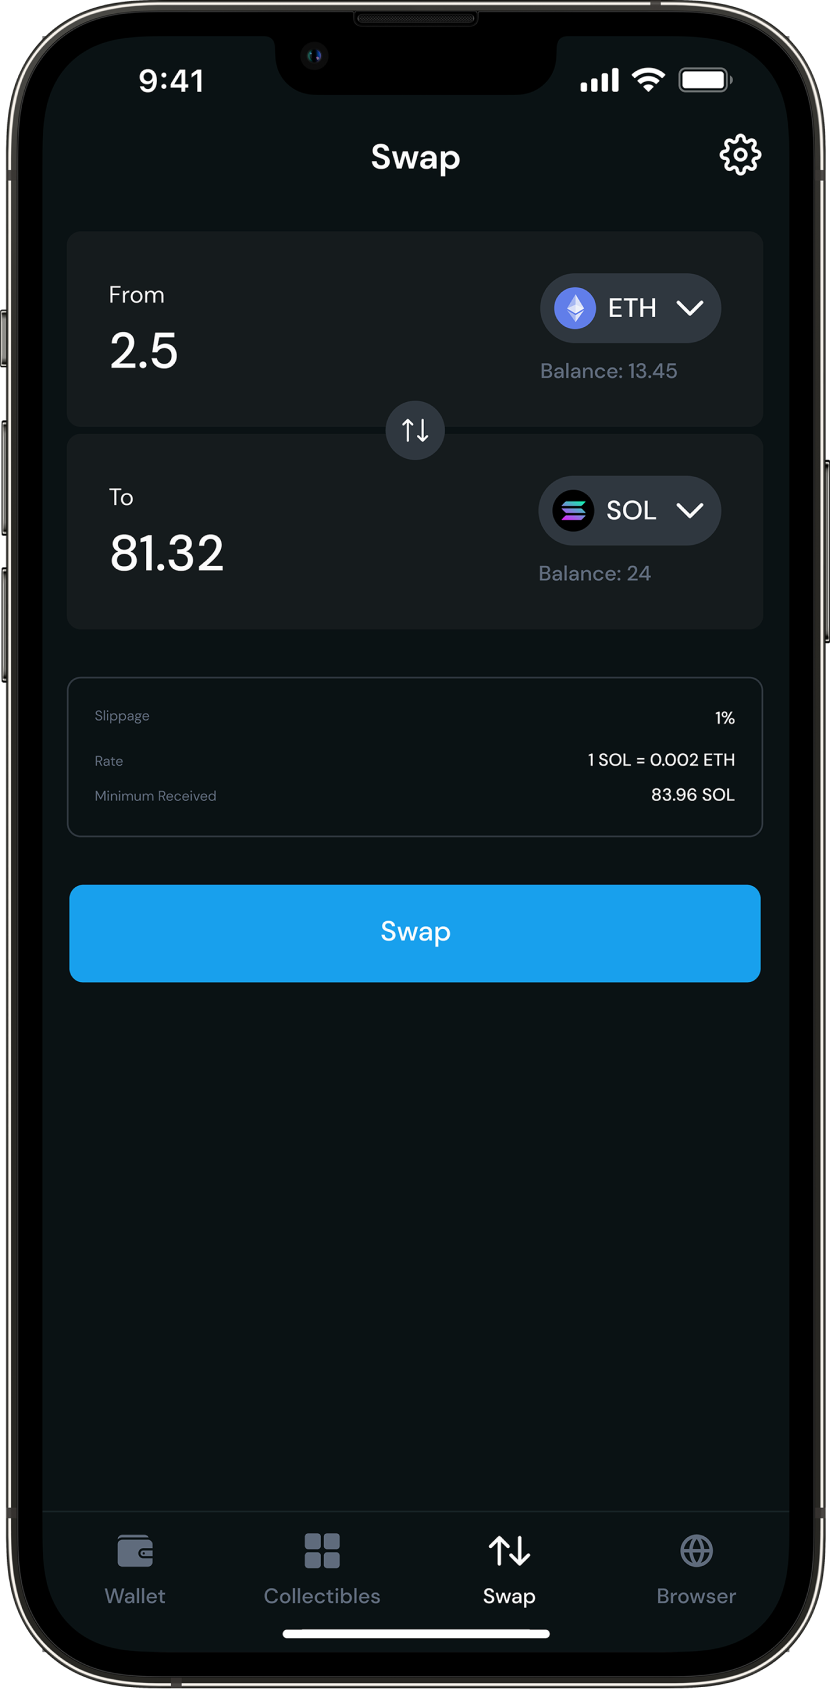 9:41
Swap
From
2.5
ETH
Balance: 13.45
To
81.32
SOL
Balance: 24
Slippage 1%
Rate 1 SOL = 0.002 ETH
Minimum Received 83.96 SOL
Swap
Wallet Collectibles Swap Browser